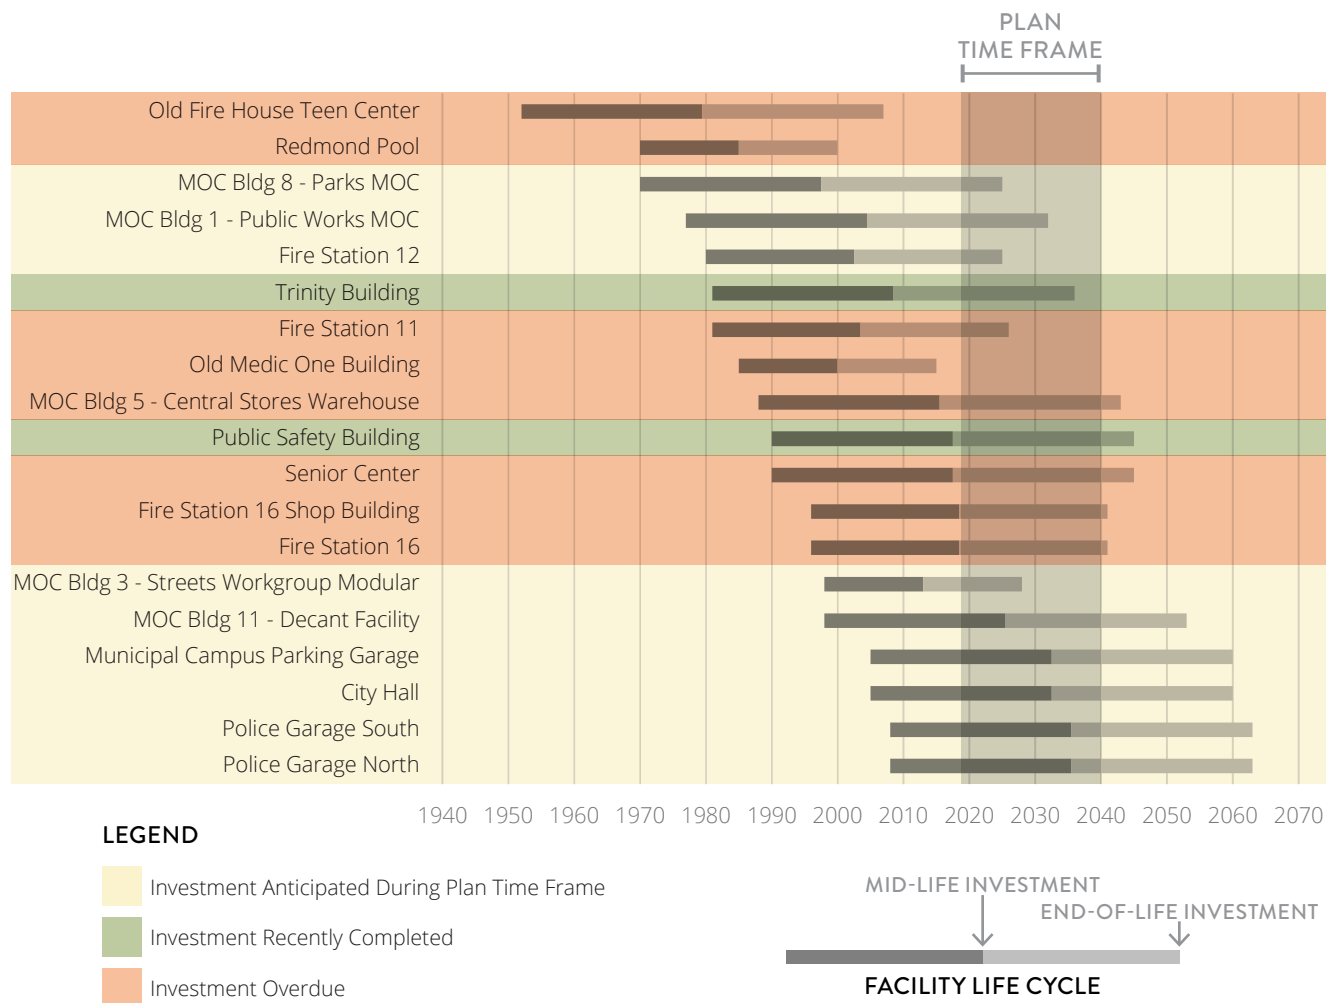 PLAN
TIME FRAME
Old Fire House Teen Center
Redmond Pool
MOC Bldg 8 - Parks MOC
MOC Bldg 1 - Public Works MOC
Fire Station 12
Trinity Building
Fire Station 11
Old Medic One Building
MOC Bldg 5 - Central Stores Warehouse
Public Safety Building
Senior Center
Fire Station 16 Shop Building
Fire Station 16
MOC Bldg 3 - Streets Workgroup Modular
MOC Bldg 11 - Decant Facility
Municipal Campus Parking Garage
City Hall
Police Garage South
Police Garage North
1940 1950 1960 1970 1980 1990 2000 2010 2020 2030 2040 2050 2060 2070
LEGEND
Investment Anticipated During Plan Time Frame
Investment Recently Completed
Investment Overdue
MID-LIFE INVESTMENT
END-OF-LIFE INVESTMENT
FACILITY LIFE CYCLE